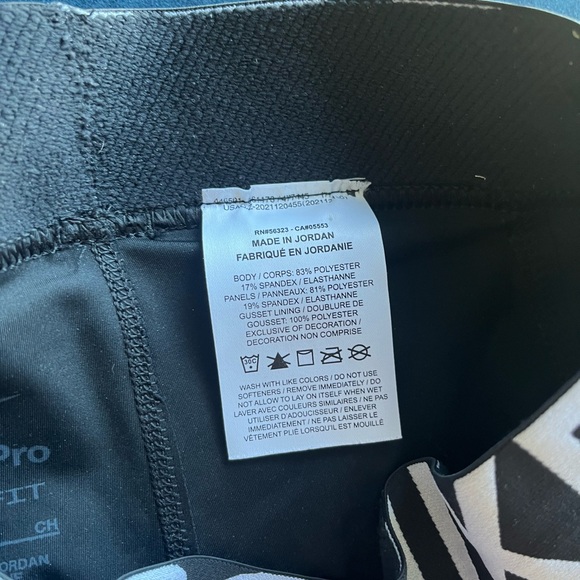 RN#56323 - CA#05553
MADE IN JORDAN
FABRIQUÉ EN JORDANIE
BODY / CORPS: 83% POLYESTER
17% SPANDEX / ELASTHANNE
PANELS / PANNEAUX: 81% POLYESTER
19% SPANDEX / ELASTHANNE
GUSSET LINING / DOUBLURE DE
GOUSSET: 100% POLYESTER
EXCLUSIVE OF DECORATION /
DECORATION NON COMPRISE
30C
WASH WITH LIKE COLORS / DO NOT USE
SOFTENERS / REMOVE IMMEDIATELY / DO
NOT ALLOW TO LAY ON ITSELF WHEN WET
LAVER AVEC COULEURS SIMILAIRES / NE PAS
UTILISER D'ADOUCISSEUR / ENLEVER
IMMÉDIATEMENT / NE PAS LAISSER LE
VÊTEMENT PLIÉ LORSQU'IL EST MOUILLÉ
Pro
FIT
CH